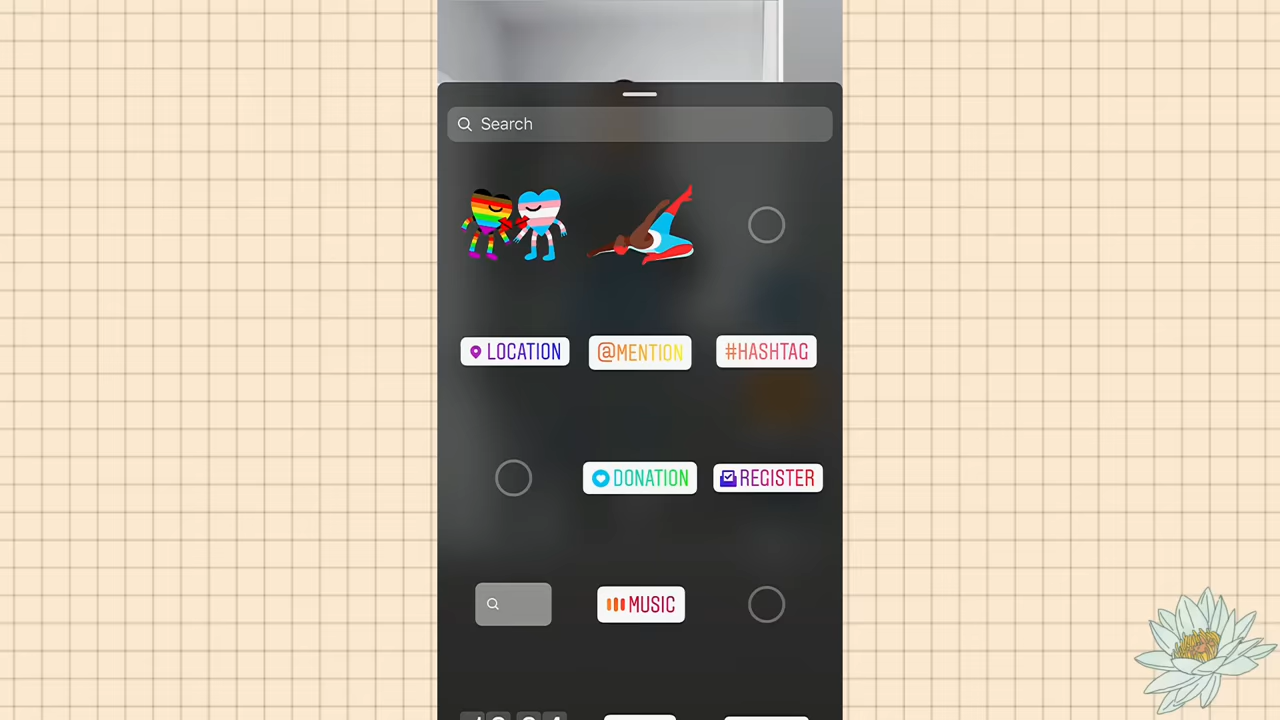 Search
LOCATION
@MENTION
#HASHTAG
DONATION
REGISTER
MUSIC